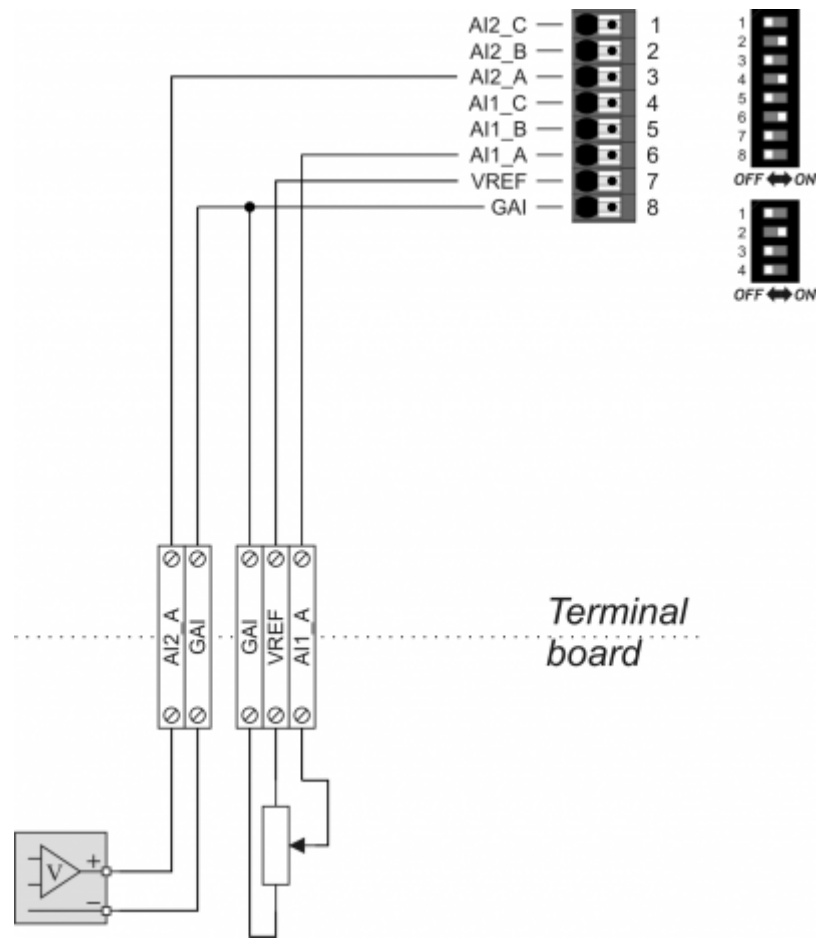 AI2_C 1
AI2_B 2
AI2_A 3
AI1_C 4
AI1_B 5
AI1_A 6
VREF 7
GAI 8
1
2
3
4
5
6
7
8
OFF ON
1
2
3
4
OFF ON
AI2_A
GAI
GAI
VREF
AI1_A
Terminal
board
V
+
−